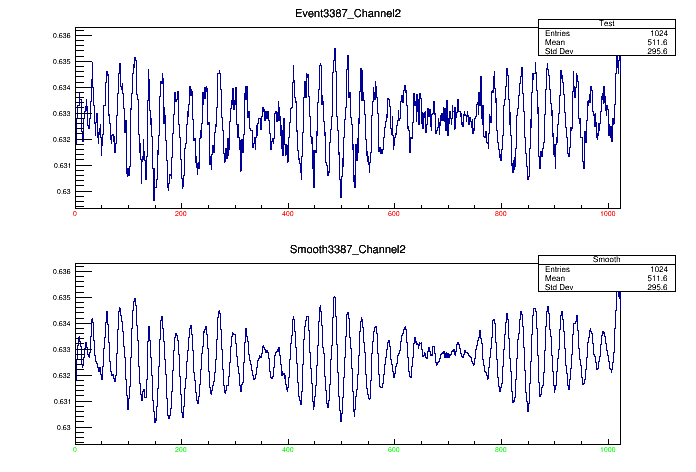 Event3387_Channel2
Test
Entries 1024
Mean 511.6
Std Dev 295.6
0.636
0.635
0.634
0.633
0.632
0.631
0.63
0 200 400 600 800 1000
Smooth3387_Channel2
Smooth
Entries 1024
Mean 511.6
Std Dev 295.6
0.636
0.635
0.634
0.633
0.632
0.631
0.63
0 200 400 600 800 1000